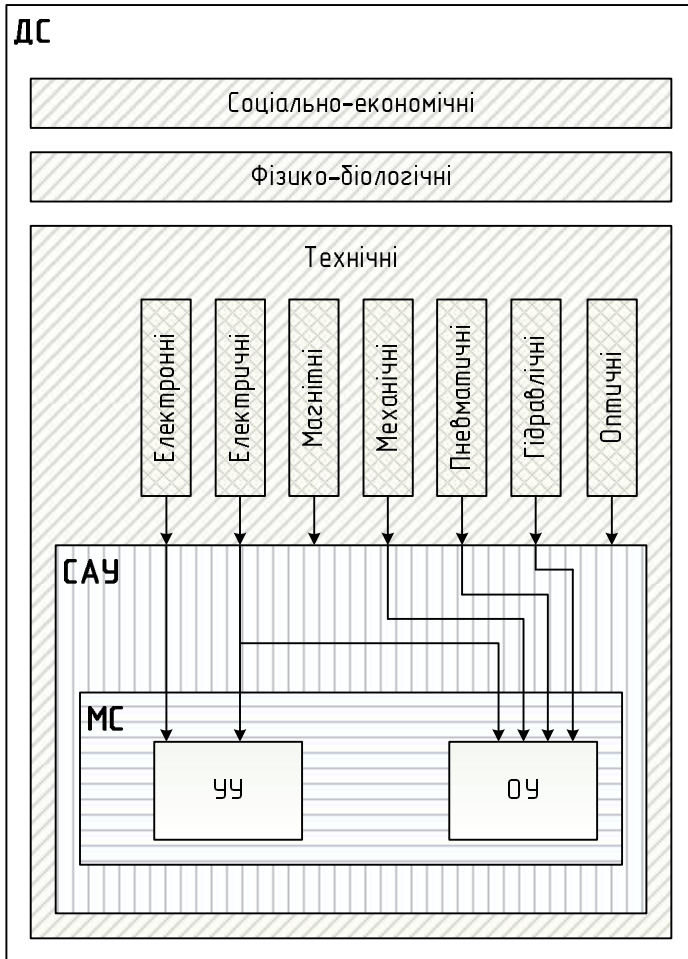 ДС
Соціально-економічні
Фізико-біологічні
Технічні
Електронні
Електричні
Магнітні
Механічні
Пневматичні
Гідравлічні
Оптичні
САУ
МС
УУ
ОУ